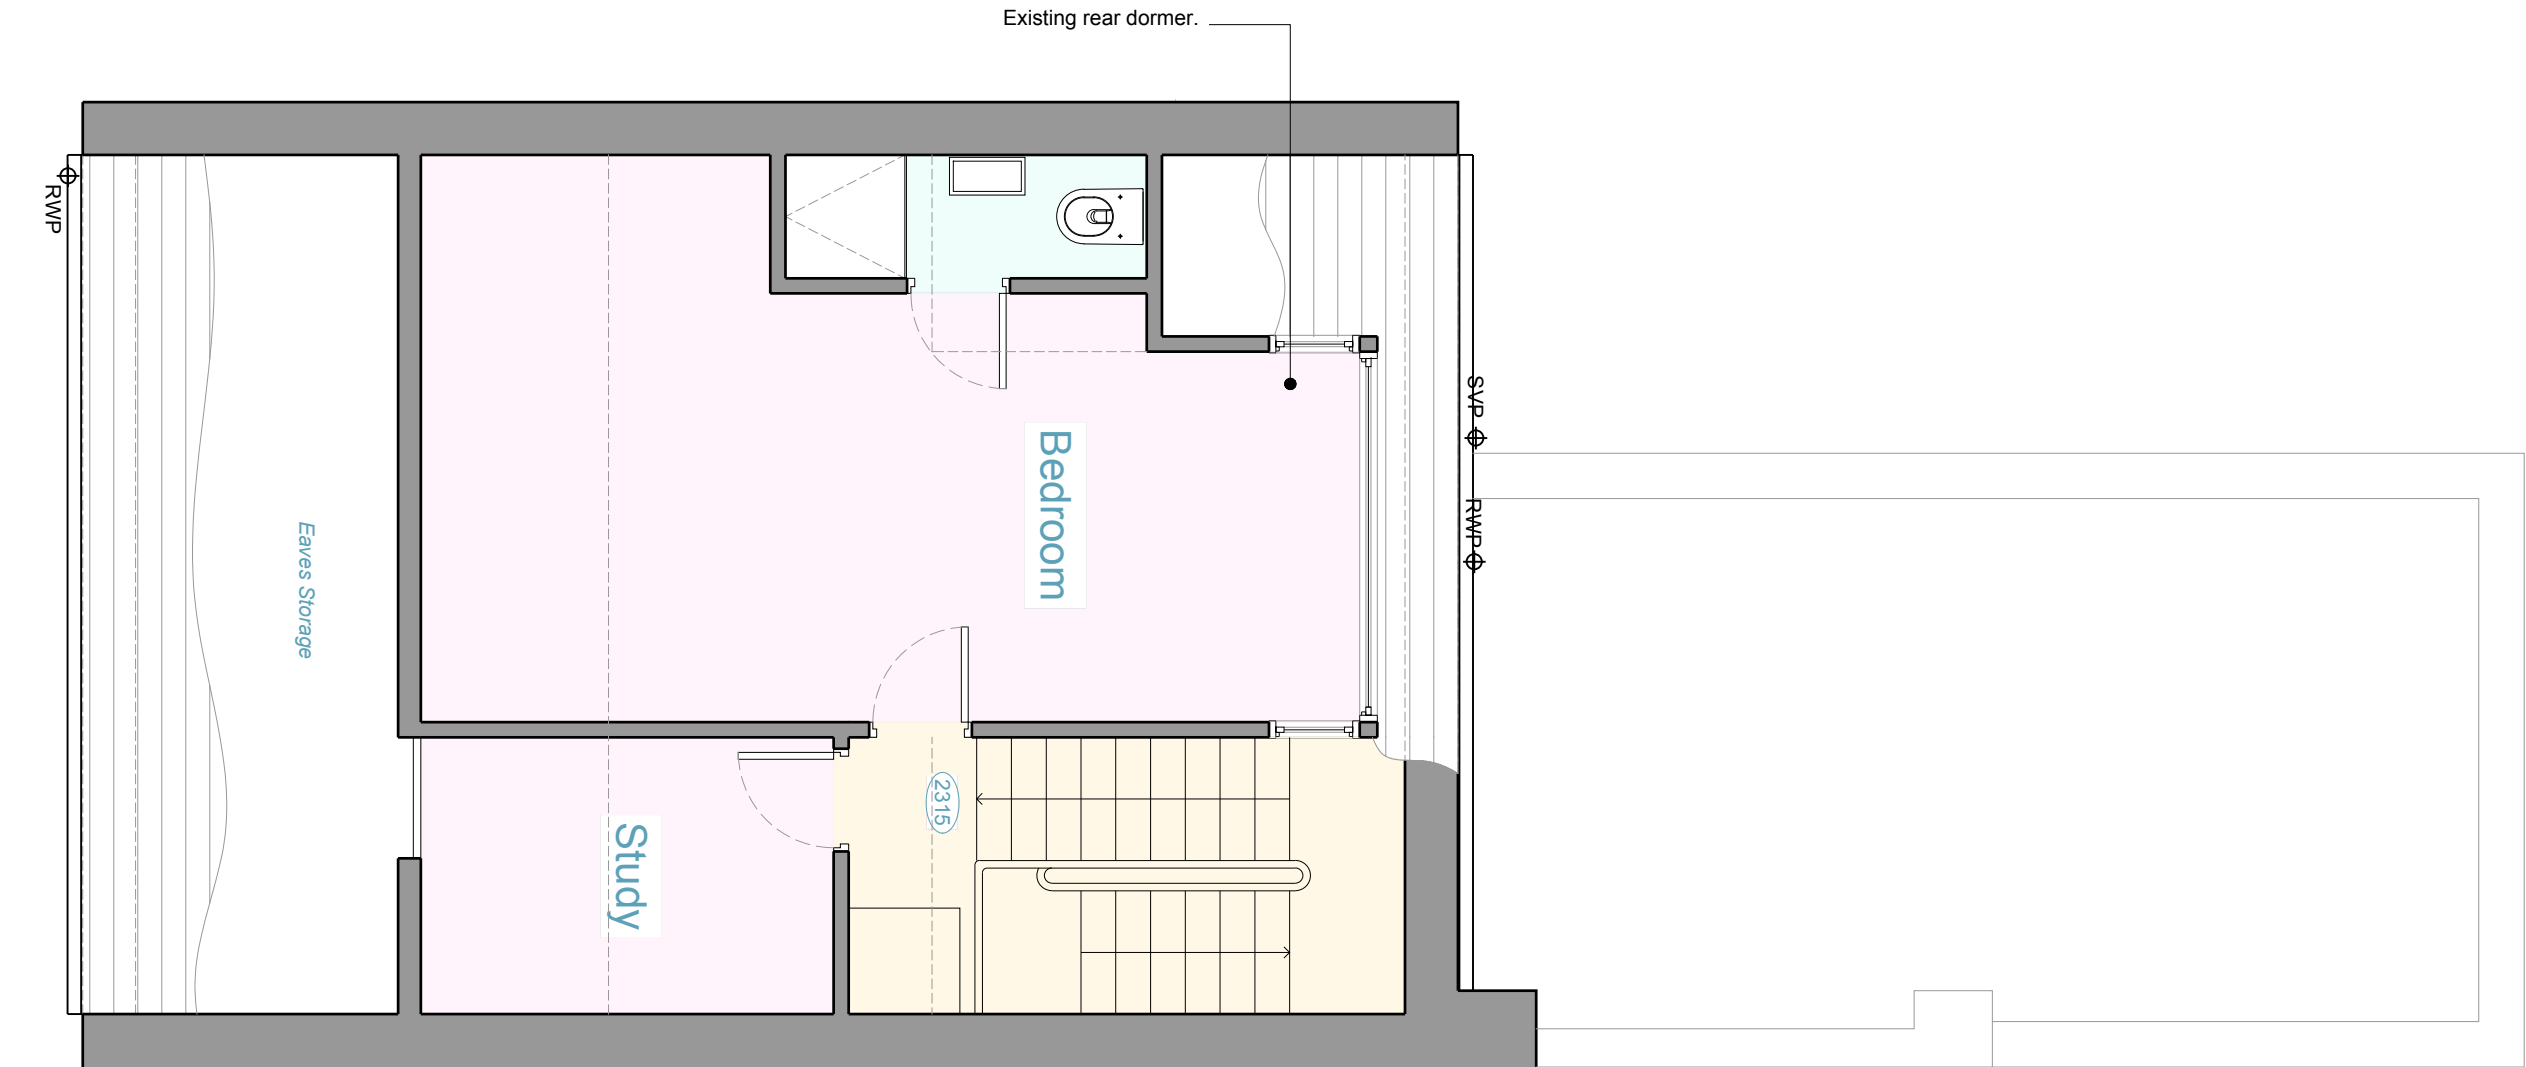 Existing rear dormer.
RWP
SVP
Bedroom
RWP
Eaves Storage
2315
Study